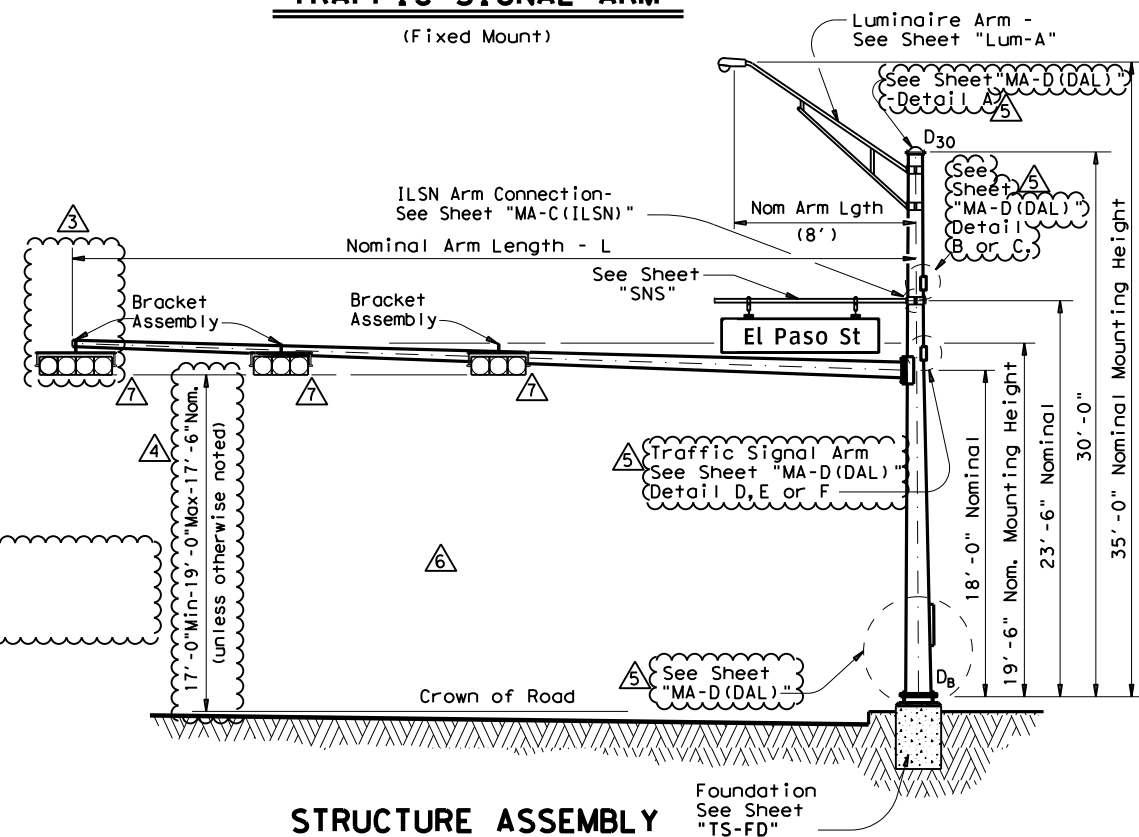 TRAFFIC SIGNAL ARM
(Fixed Mount)
Luminaire Arm -
See Sheet "Lum-A"
See Sheet "MA-D(DAL)"
-Detail A
5
D30
See
Sheet
"MA-D(DAL)"
Detail
B or C.
5
ILSN Arm Connection-
See Sheet "MA-C(ILSN)"
Nom Arm Lgth
(8')
3
Nominal Arm Length - L
See Sheet
"SNS"
Bracket
Assembly
Bracket
Assembly
El Paso St
7
7
7
4
17'-0"Min-19'-0"Max-17'-6"Nom.
(unless otherwise noted)
5
Traffic Signal Arm
See Sheet "MA-D(DAL)"
Detail D,E or F
6
18'-0" Nominal
19'-6" Nom. Mounting Height
23'-6" Nominal
30'-0"
35'-0" Nominal Mounting Height
5
See Sheet
"MA-D(DAL)"
DB
Crown of Road
Foundation
See Sheet
"TS-FD"
STRUCTURE ASSEMBLY